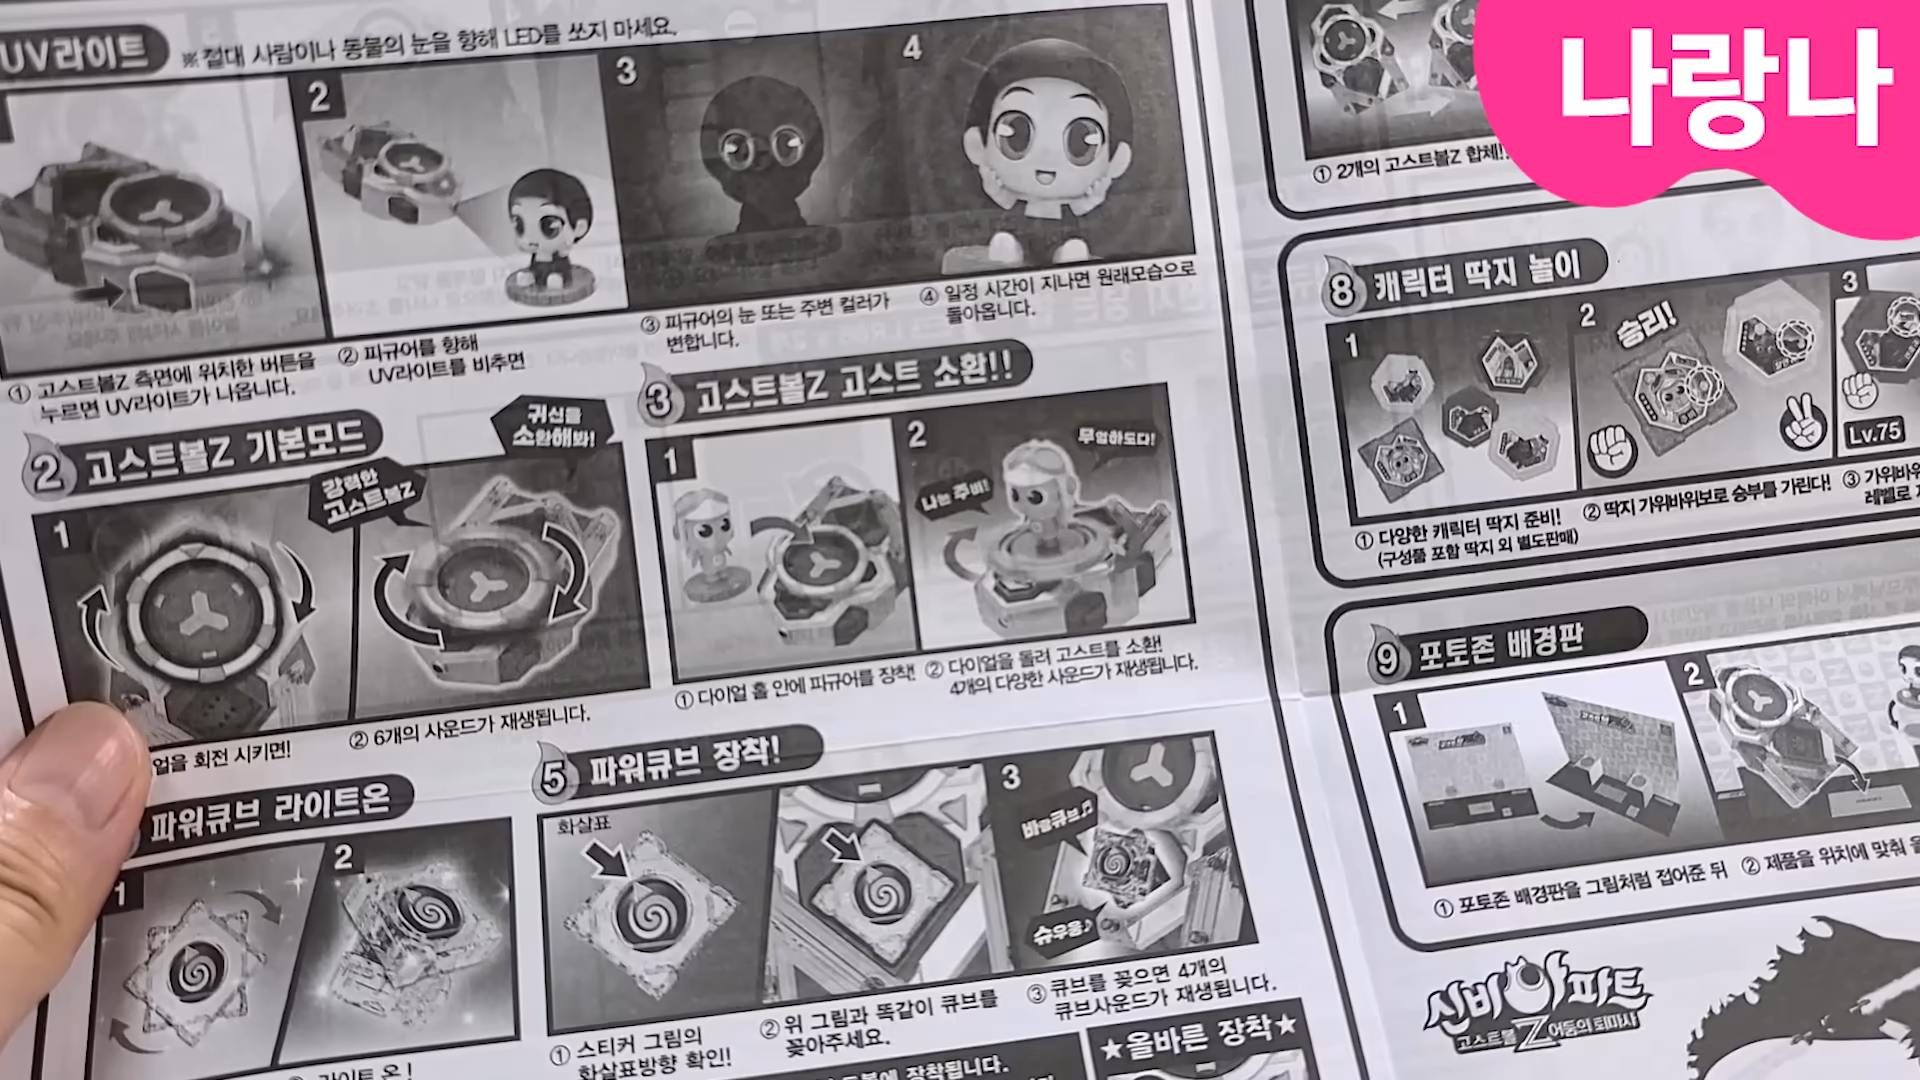 나랑나
UV라이트
※절대 사람이나 동물의 눈을 향해 LED를 쏘지 마세요.
2
3
4
① 고스트볼Z 측면에 위치한 버튼을
누르면 UV라이트가 나옵니다.
② 피규어를 향해
UV라이트를 비추면
③ 피규어의 눈 또는 주변 컬러가
변합니다.
④ 일정 시간이 지나면 원래모습으로
돌아옵니다.
2 고스트볼Z 기본모드
1
강력한
고스트볼Z
귀신을
소환해봐!
얼을 회전 시키면!
② 6개의 사운드가 재생됩니다.
3 고스트볼Z 고스트 소환!!
1
2
나는 주비!
무엄하도다!
① 다이얼 홀 안에 피규어를 장착!
② 다이얼을 돌려 고스트를 소환!
4개의 다양한 사운드가 재생됩니다.
파워큐브 라이트온
1
2
라이트 온!
5 파워큐브 장착!
화살표
3
슈우웅♪
① 스티커 그림의
화살표방향 확인!
② 위 그림과 똑같이 큐브를
꽂아주세요.
③ 큐브를 꽂으면 4개의
큐브사운드가 재생됩니다.
장착됩니다.
★올바른 장착★
① 2개의 고스트볼Z 합체!!
8 캐릭터 딱지 놀이
1
2
승리!
3
Lv.75
① 다양한 캐릭터 딱지 준비!
(구성품 포함 딱지 외 별도판매)
② 딱지 가위바위보로 승부를 가린다!
③ 가위바위
레벨로
9 포토존 배경판
1
2
① 포토존 배경판을 그림처럼 접어준 뒤
② 제품을 위치에 맞춰
신비아파트
고스트볼Z 어둠의 퇴마사